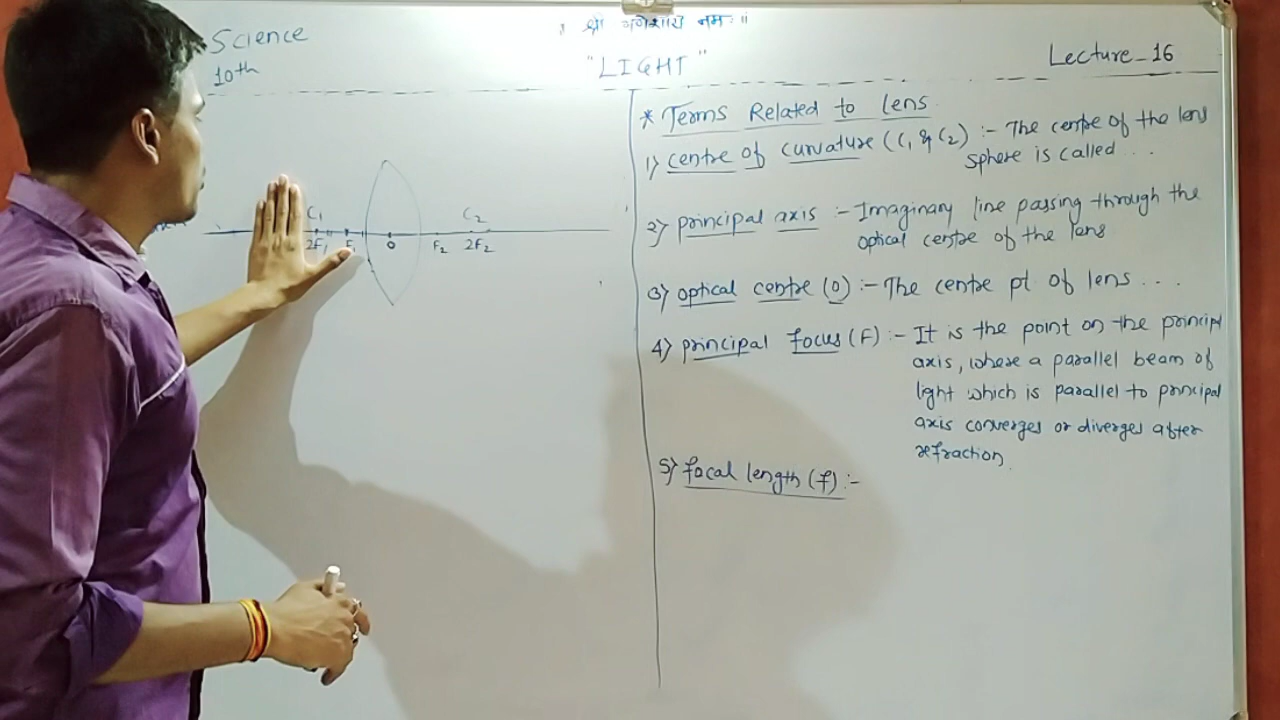 Science
10th
॥ श्री गणेशाय नमः॥
"LIGHT"
Lecture-16
C1
2F1
F1
O
F2
C2
2F2
* Terms Related to lens
1) centre of curvature (C1 & C2) :- The centre of the lens
sphere is called...
2) principal axis :- Imaginary line passing through the
optical centre of the lens
3) optical centre (O) :- The centre pt. of lens...
4) principal focus (F) :- It is the point on the principal
axis, where a parallel beam of
light which is parallel to principal
axis converges or diverges after
refraction.
5) focal length (f) :-